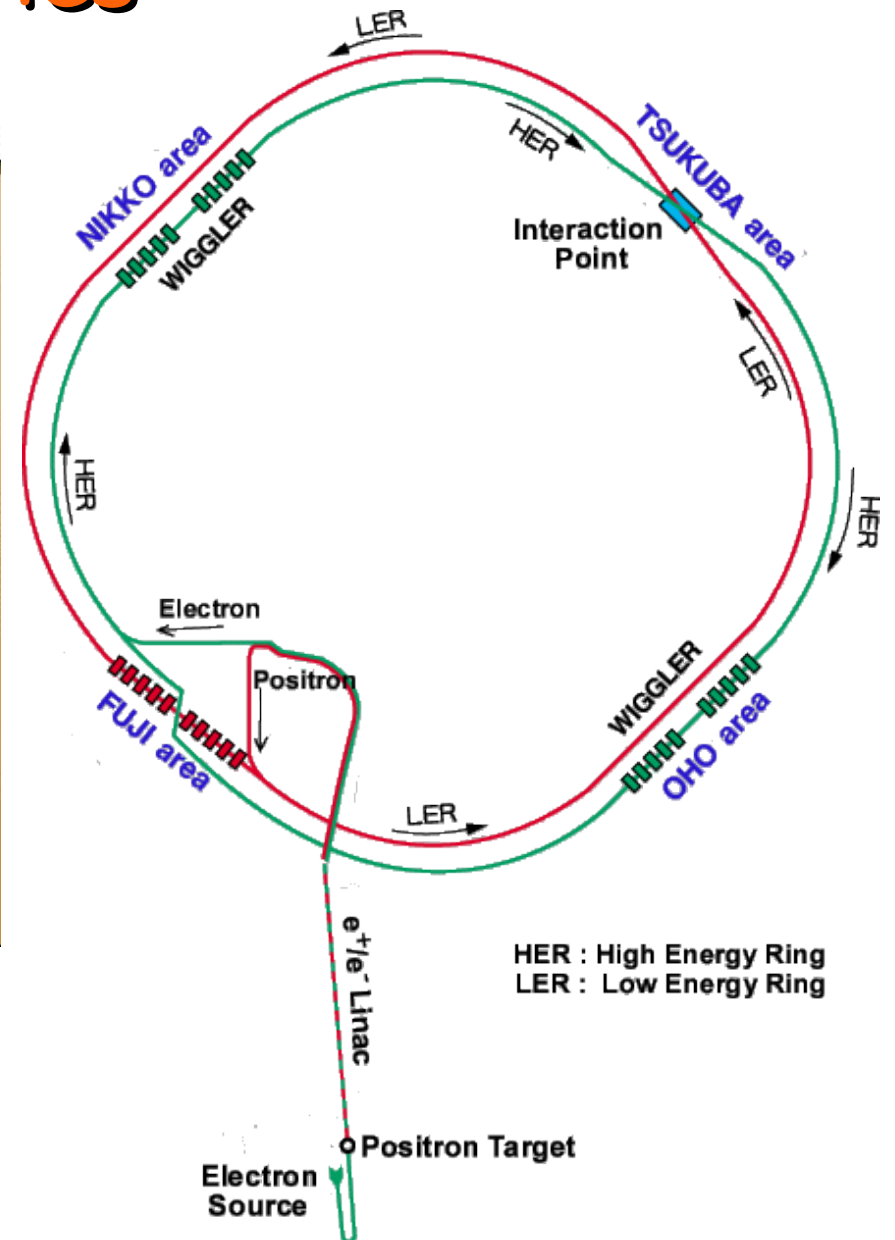 LER
HER
TSUKUBA area
NIKKO area
WIGGLER
Interaction
Point
LER
HER
HER
Electron
Positron
WIGGLER
FUJI area
OHO area
LER
e+/e- Linac
HER : High Energy Ring
LER : Low Energy Ring
Positron Target
Electron
Source